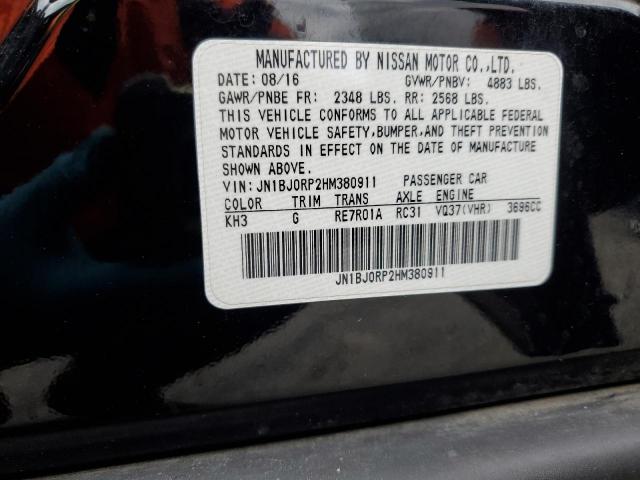 MANUFACTURED BY NISSAN MOTOR CO.,LTD.
DATE: 08/16 GVWR/PNBV: 4883 LBS.
GAWR/PNBE FR: 2348 LBS. RR: 2568 LBS.
THIS VEHICLE CONFORMS TO ALL APPLICABLE FEDERAL
MOTOR VEHICLE SAFETY,BUMPER,AND THEFT PREVENTION
STANDARDS IN EFFECT ON THE DATE OF MANUFACTURE
SHOWN ABOVE.
VIN:JN1BJ0RP2HM380911 PASSENGER CAR
COLOR TRIM TRANS AXLE ENGINE
KH3 G RE7R01A RC31 VQ37(VHR) 3696CC
JN1BJ0RP2HM380911